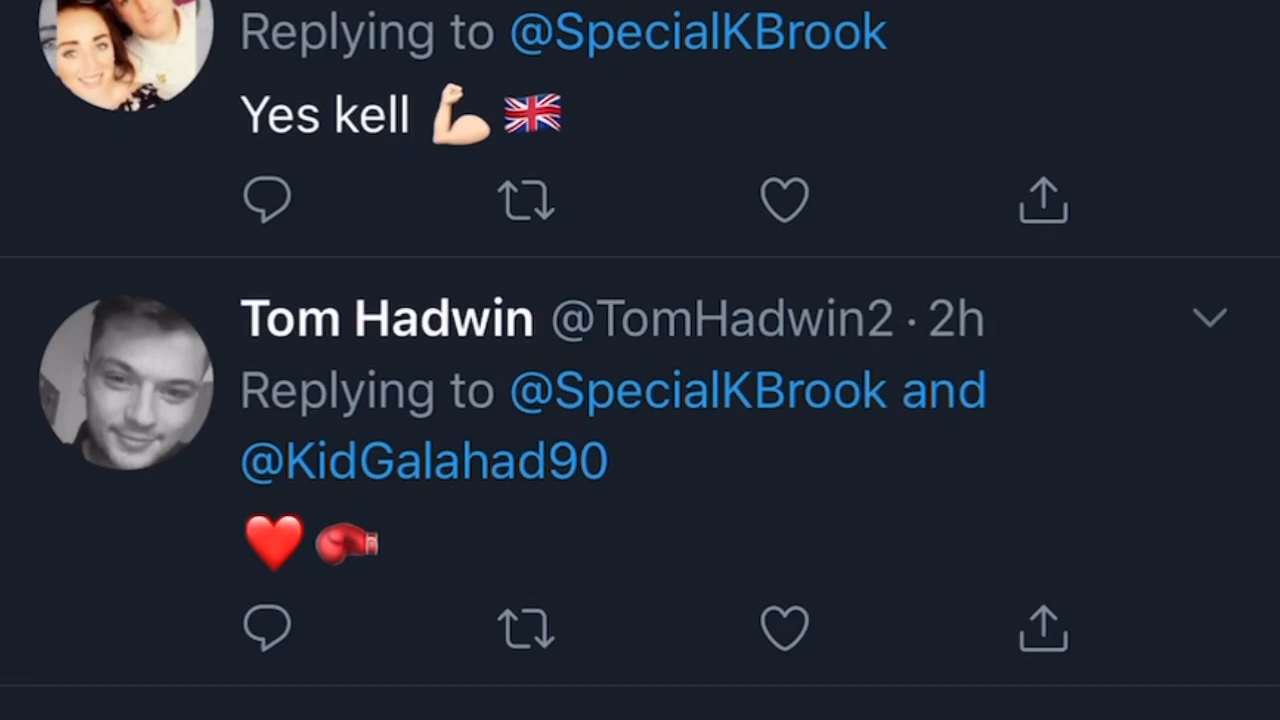 Replying to @SpecialKBrook
Yes kell 💪🏻🇬🇧
Tom Hadwin @TomHadwin2 · 2h
Replying to @SpecialKBrook and
@KidGalahad90
❤️🥊